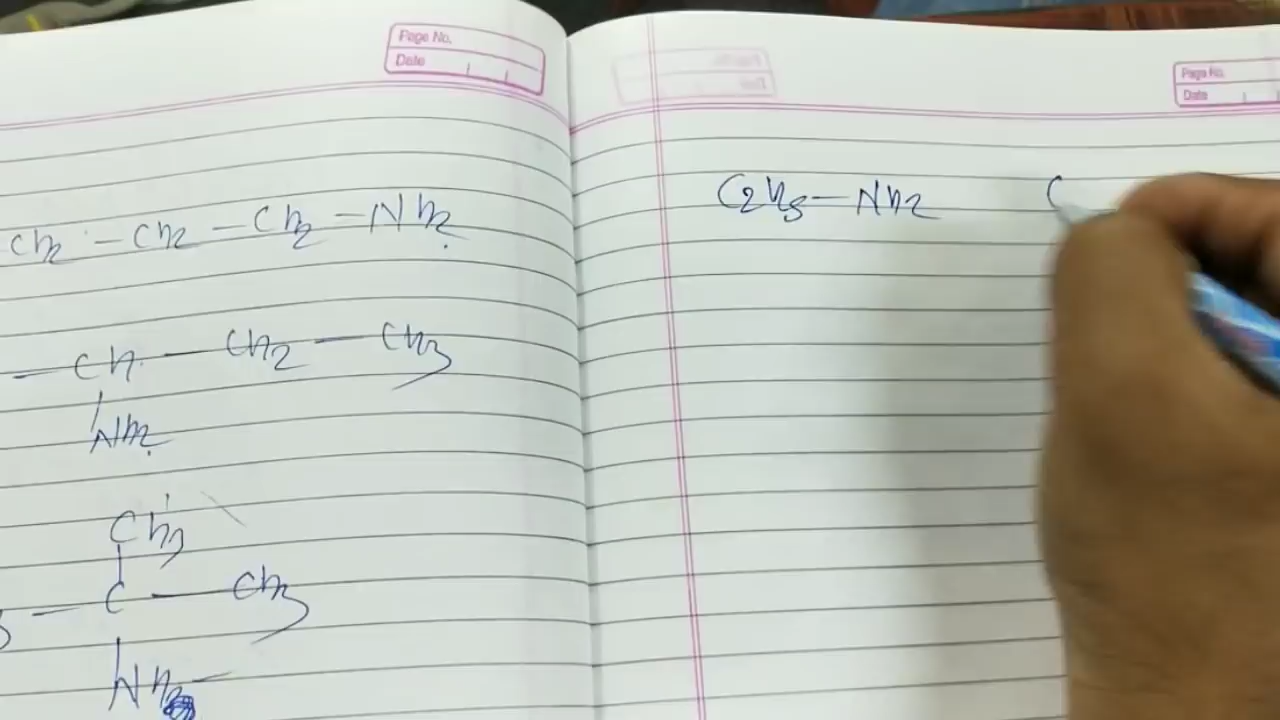 Page No.
Date
CH2 - CH2 - CH2 - NH2
- CH - CH2 - CH3
NH2
CH3
C - CH3
NH2 -
Page No.
Date
C2H5 - NH2 C